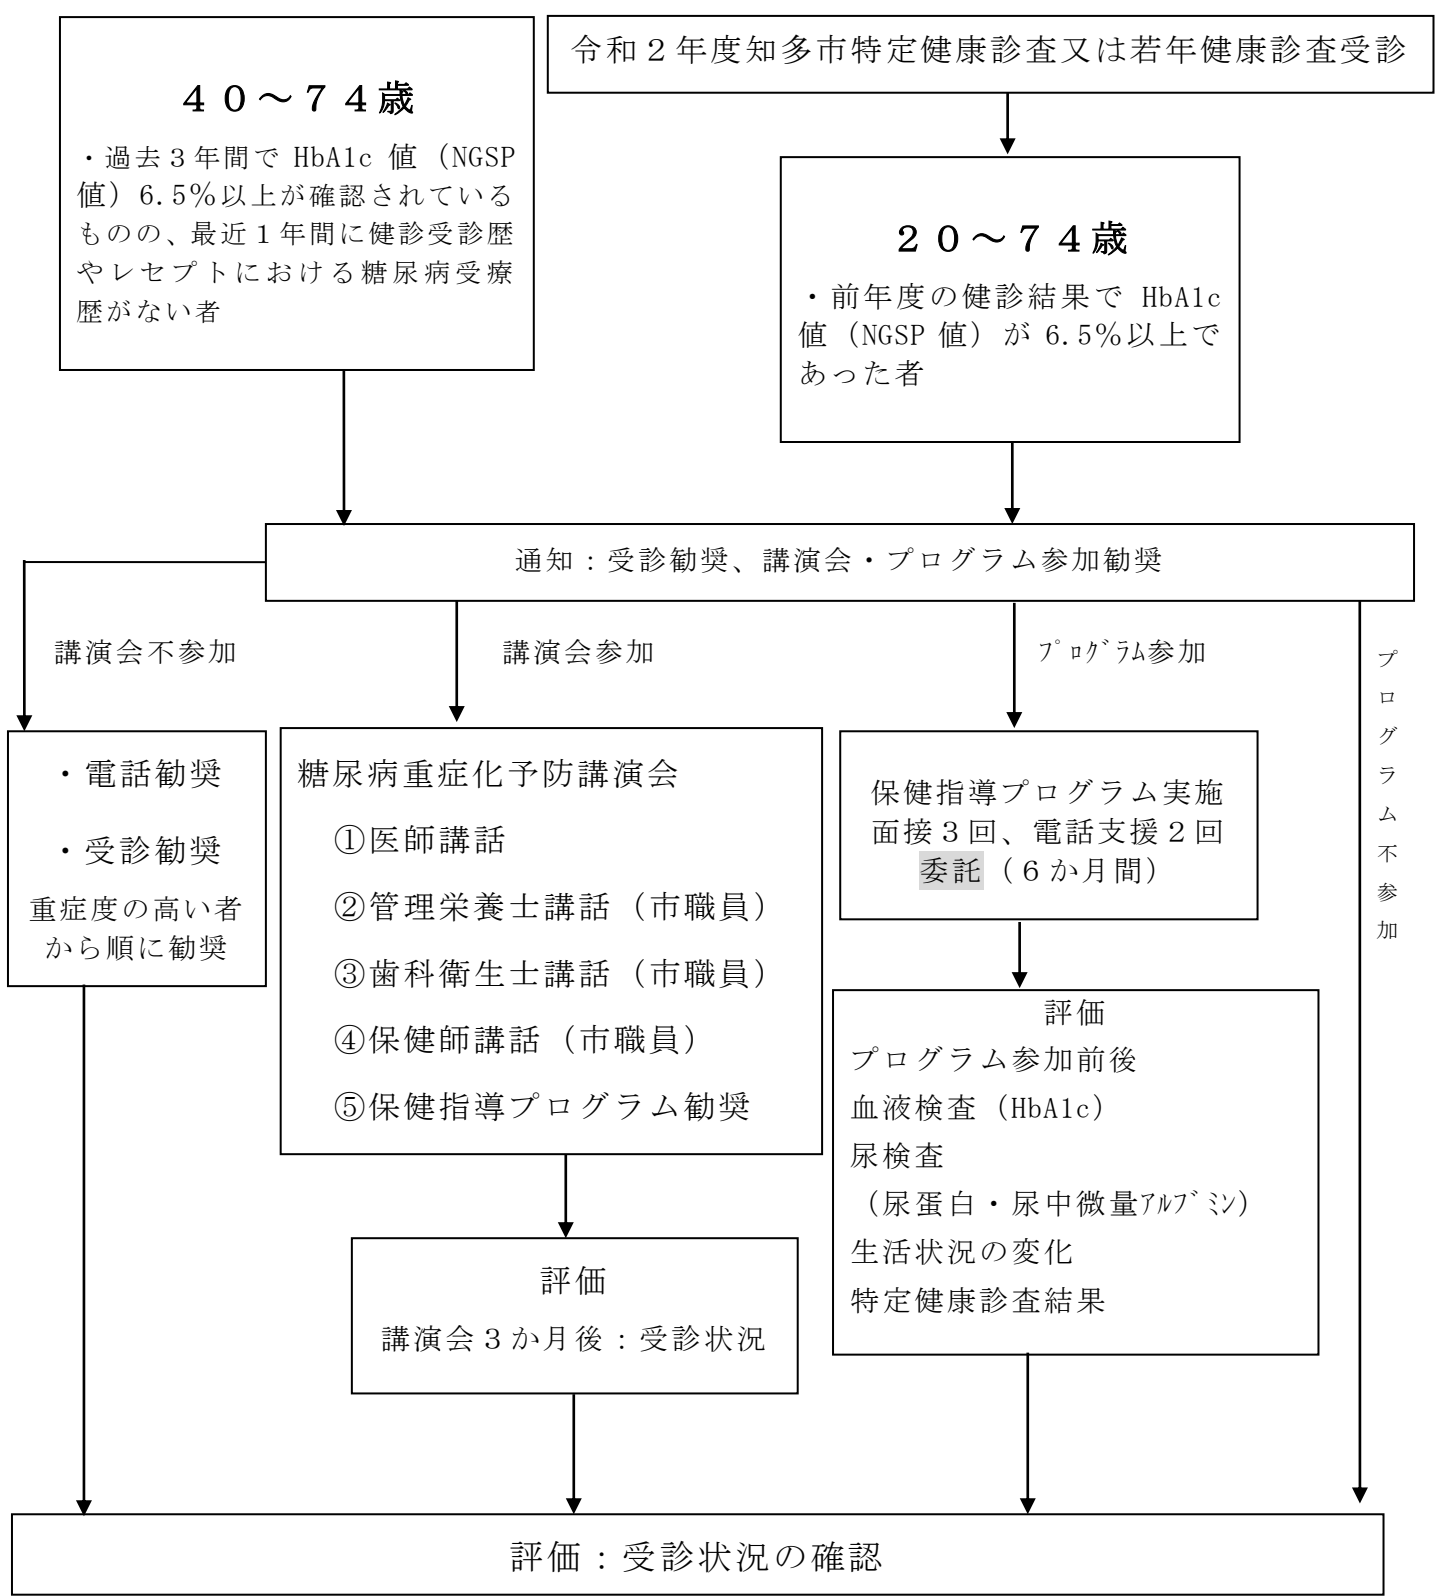 令和２年度知多市特定健康診査又は若年健康診査受診
４０～７４歳
・過去３年間で HbA1c 値（NGSP
値）6.5％以上が確認されている
ものの、最近１年間に健診受診歴
やレセプトにおける糖尿病受療
歴がない者
２０～７４歳
・前年度の健診結果で HbA1c
値（NGSP 値）が 6.5％以上で
あった者
通知：受診勧奨、講演会・プログラム参加勧奨
講演会不参加
講演会参加
ﾌﾟﾛｸﾞﾗﾑ参加
プログラム不参加
・電話勧奨
・受診勧奨
重症度の高い者
から順に勧奨
糖尿病重症化予防講演会
①医師講話
②管理栄養士講話（市職員）
③歯科衛生士講話（市職員）
④保健師講話（市職員）
⑤保健指導プログラム勧奨
保健指導プログラム実施
面接３回、電話支援２回
委託（６か月間）
評価
プログラム参加前後
血液検査（HbA1c）
尿検査
（尿蛋白・尿中微量ｱﾙﾌﾞﾐﾝ）
生活状況の変化
特定健康診査結果
評価
講演会３か月後：受診状況
評価：受診状況の確認